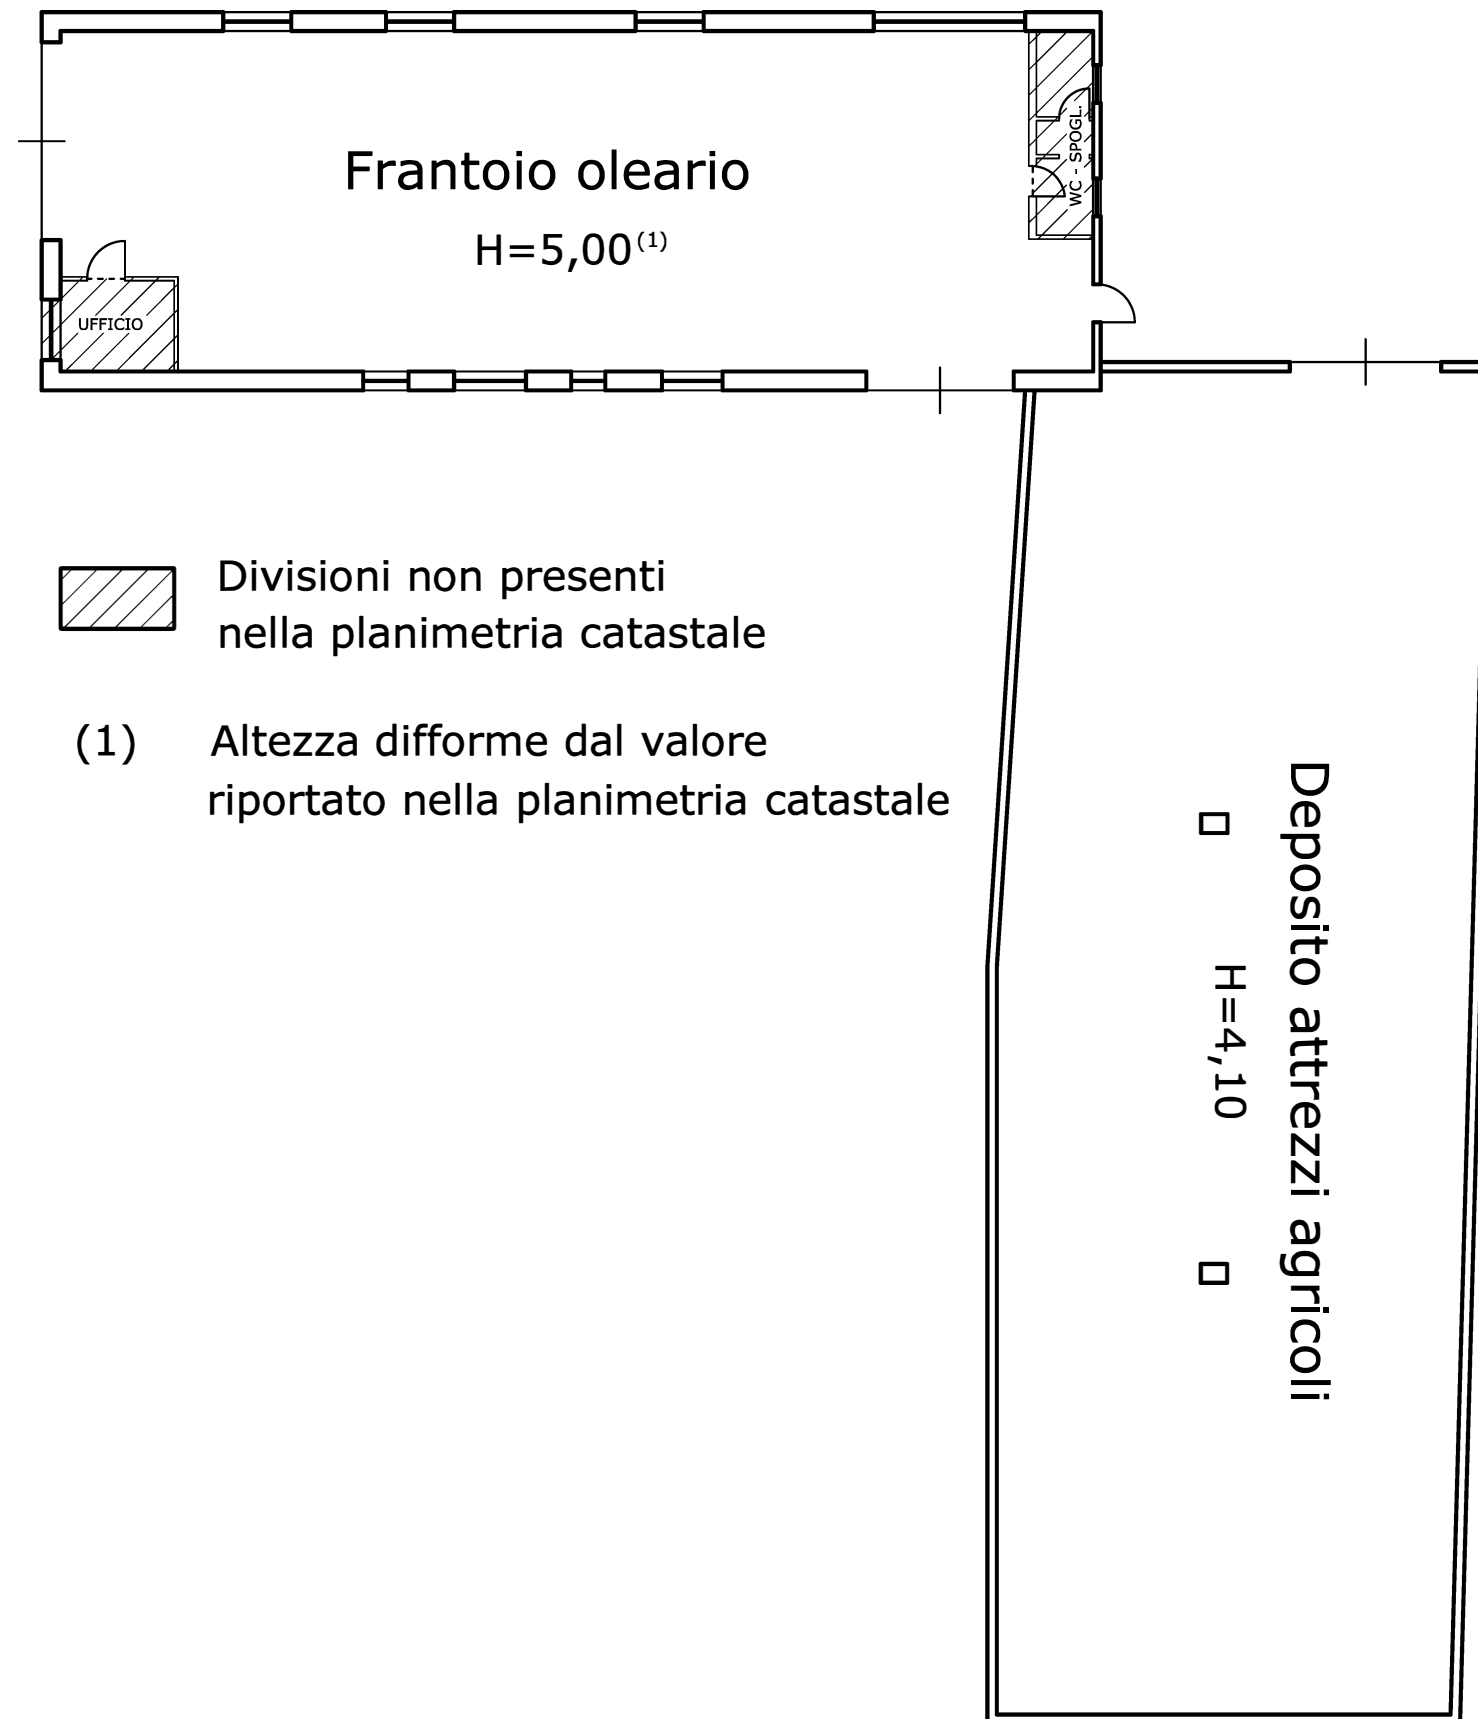 Frantoio oleario
H=5,00(1)
WC - SPOGL.
UFFICIO
Divisioni non presenti
nella planimetria catastale
(1) Altezza difforme dal valore
riportato nella planimetria catastale
Deposito attrezzi agricoli
H=4,10